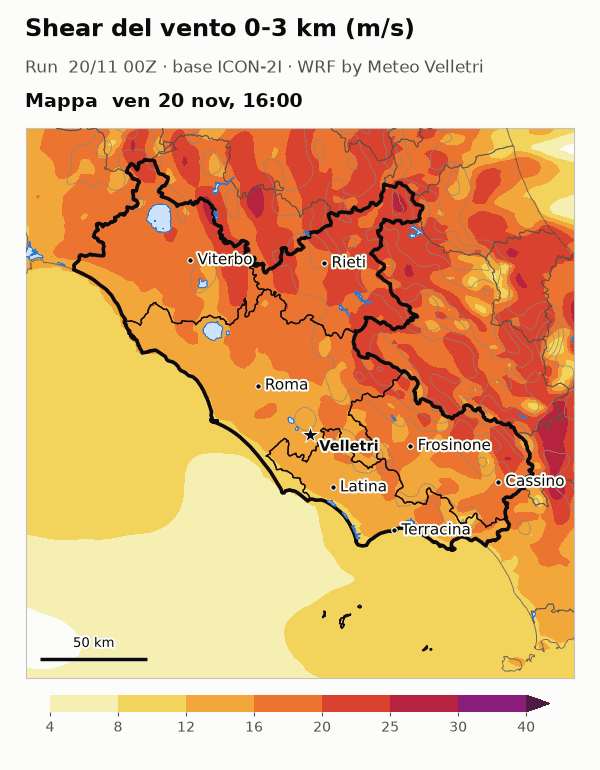 Shear del vento 0-3 km (m/s)
Run  20/11 00Z · base ICON-2I · WRF by Meteo Velletri
Mappa  ven 20 nov, 16:00
Viterbo
Rieti
Roma
Velletri
Frosinone
Cassino
Latina
Terracina
50 km
4 8 12 16 20 25 30 40